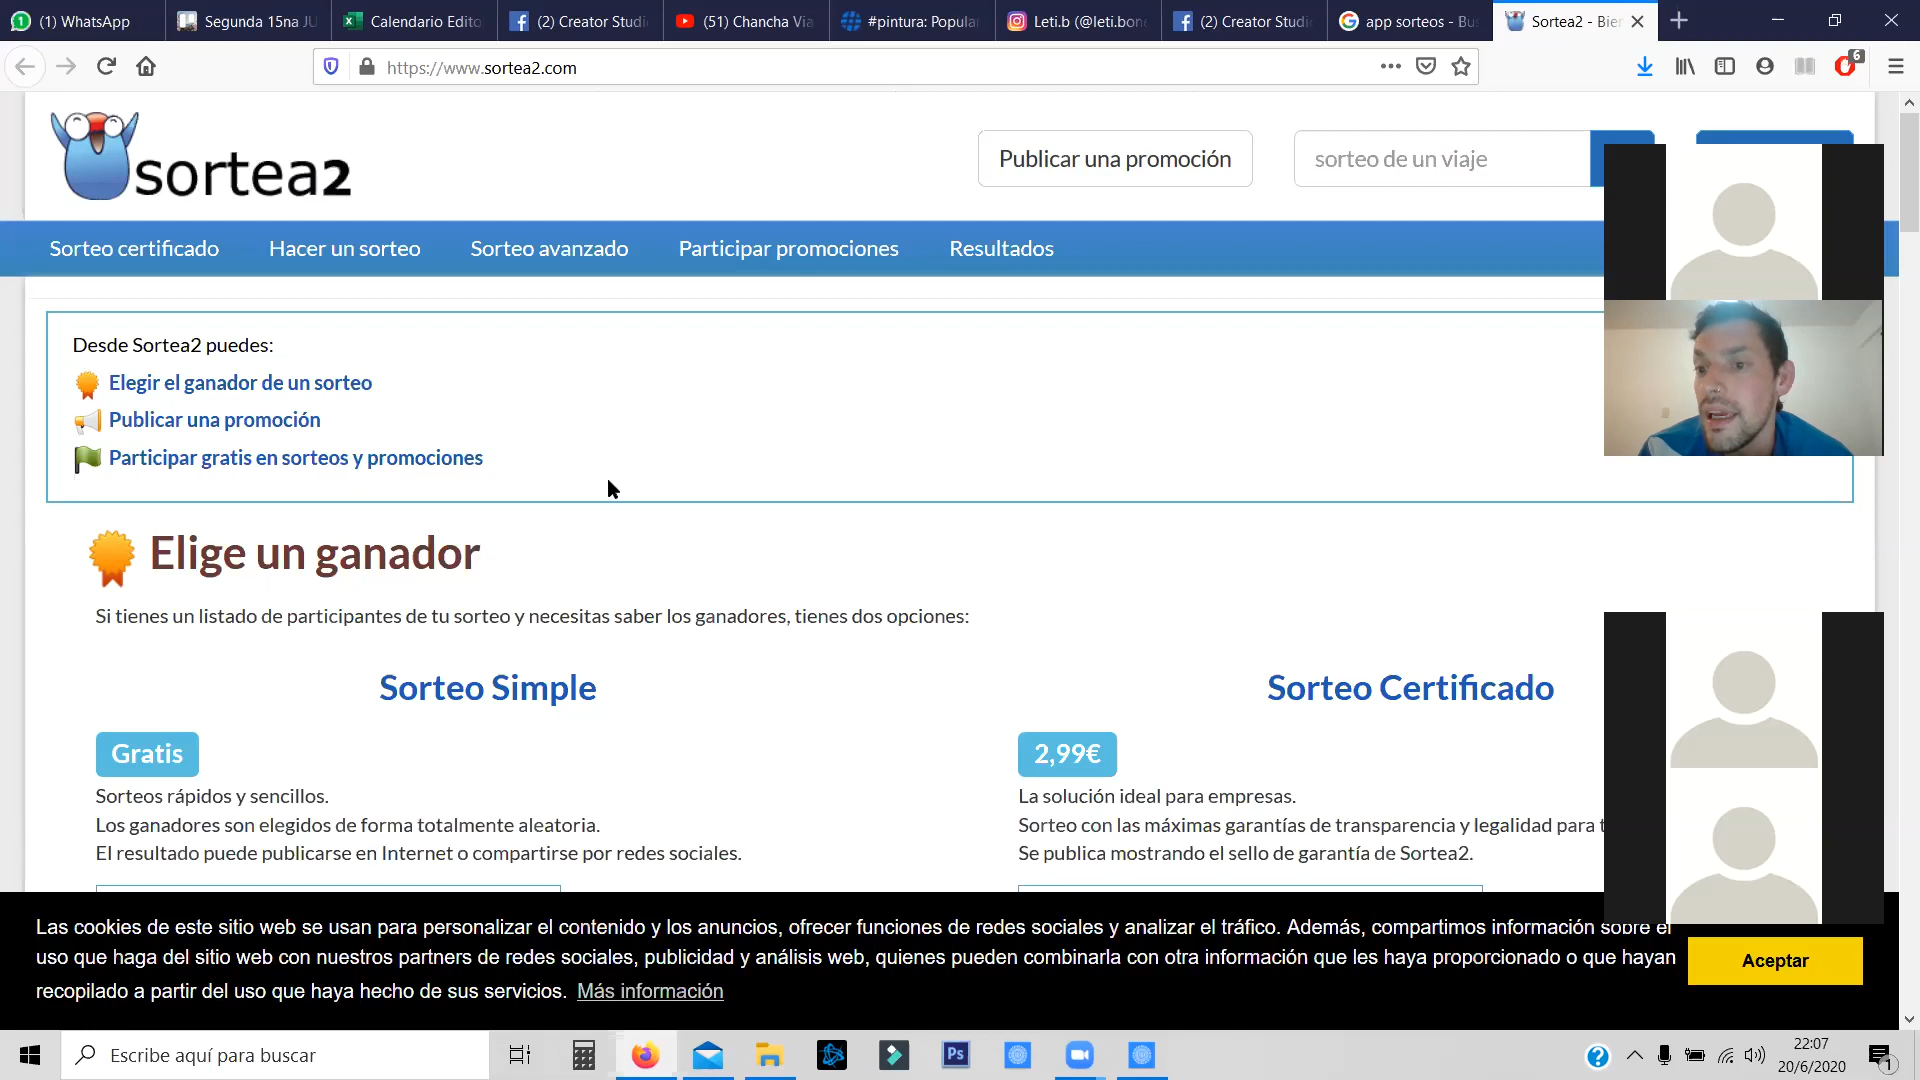 (1) WhatsApp
Segunda 15na JU
Calendario Edito
(2) Creator Studi
(51) Chancha Via
#pintura: Popula
Leti.b (@leti.bon
(2) Creator Studi
app sorteos - Bu
Sortea2 - Bien
https://www.sortea2.com
6
sortea2
Publicar una promoción
sorteo de un viaje
Sorteo certificado
Hacer un sorteo
Sorteo avanzado
Participar promociones
Resultados
Desde Sortea2 puedes:
Elegir el ganador de un sorteo
Publicar una promoción
Participar gratis en sorteos y promociones
Elige un ganador
Si tienes un listado de participantes de tu sorteo y necesitas saber los ganadores, tienes dos opciones:
Sorteo Simple
Gratis
Sorteos rápidos y sencillos.
Los ganadores son elegidos de forma totalmente aleatoria.
El resultado puede publicarse en Internet o compartirse por redes sociales.
Sorteo Certificado
2,99€
La solución ideal para empresas.
Sorteo con las máximas garantías de transparencia y legalidad para t
Se publica mostrando el sello de garantía de Sortea2.
Las cookies de este sitio web se usan para personalizar el contenido y los anuncios, ofrecer funciones de redes sociales y analizar el tráfico. Además, compartimos información sobre el
uso que haga del sitio web con nuestros partners de redes sociales, publicidad y análisis web, quienes pueden combinarla con otra información que les haya proporcionado o que hayan
recopilado a partir del uso que haya hecho de sus servicios. Más información
Aceptar
Escribe aquí para buscar
Ps
22:07
20/6/2020
1